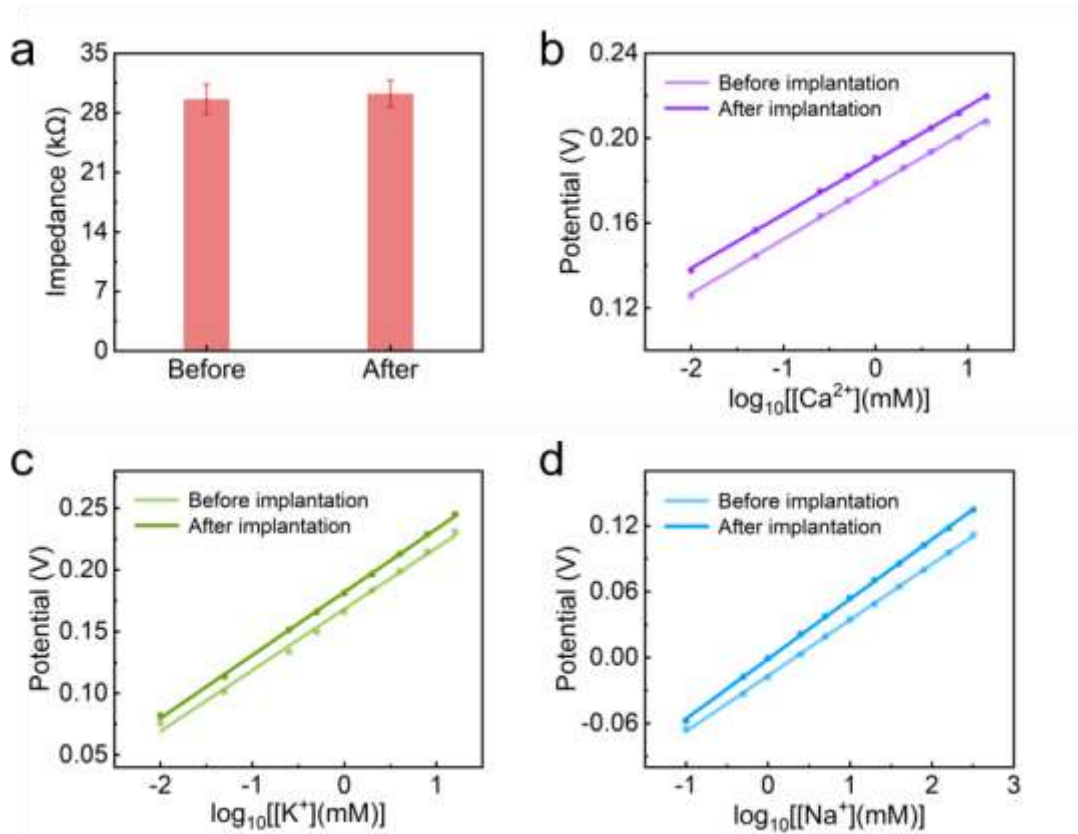 a
35
28
21
14
7
0
Impedance (kΩ)
Before
After
b
0.24
0.20
0.16
0.12
Potential (V)
Before implantation
After implantation
-2
-1
0
1
log₁₀[[Ca²⁺](mM)]
c
0.25
0.20
0.15
0.10
0.05
Potential (V)
Before implantation
After implantation
-2
-1
0
1
log₁₀[[K⁺](mM)]
d
0.12
0.06
0.00
-0.06
Potential (V)
Before implantation
After implantation
-1
0
1
2
3
log₁₀[[Na⁺](mM)]